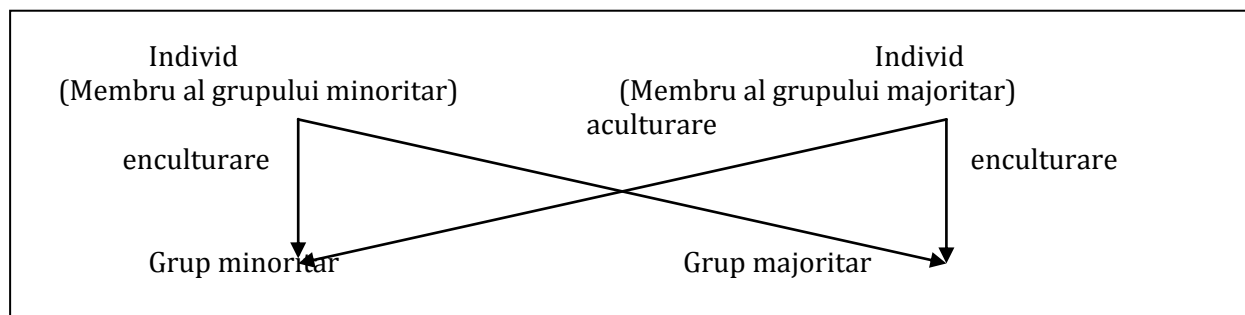 Individ Individ
(Membru al grupului minoritar) (Membru al grupului majoritar)
aculturare
enculturare enculturare
Grup minoritar Grup majoritar